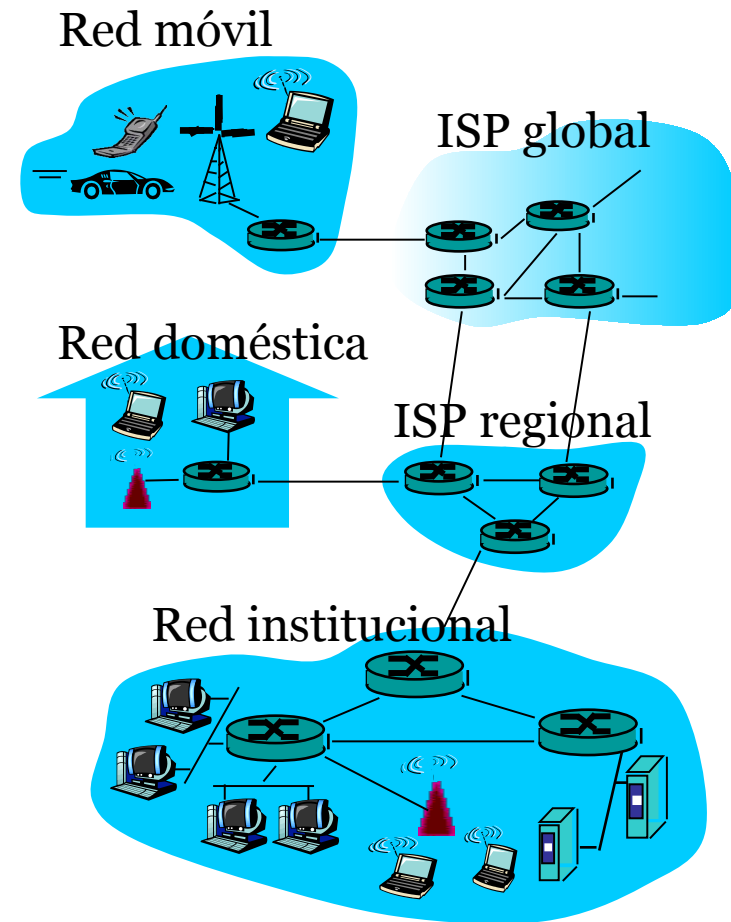 Red móvil
ISP global
Red doméstica
ISP regional
Red institucional